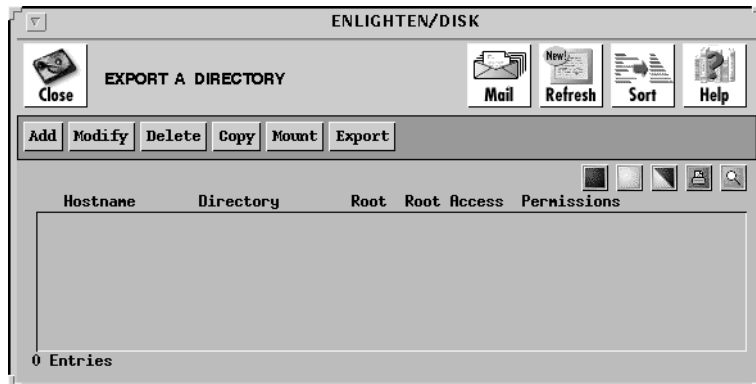 ENLIGHTEN/DISK
Close
EXPORT A DIRECTORY
Mail
New!
Refresh
Sort
Help
Add Modify Delete Copy Mount Export
Hostname Directory Root Root Access Permissions
0 Entries